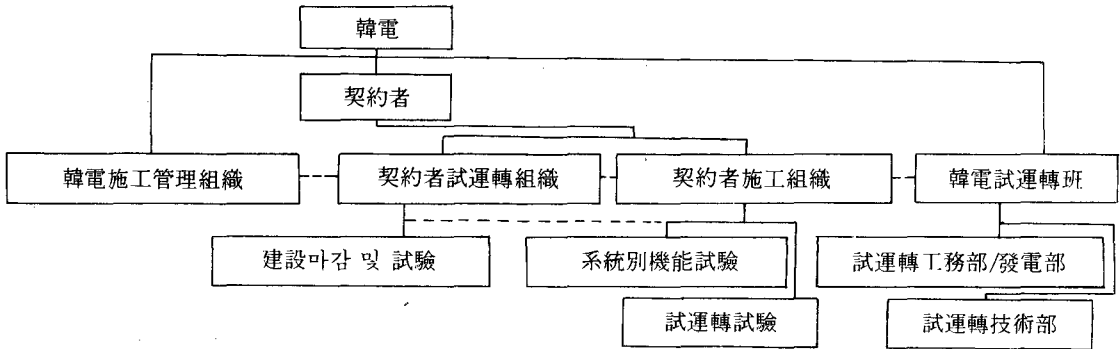 韓電
契約者
韓電施工管理組織
契約者試運轉組織
契約者施工組織
韓電試運轉班
建設마감 및 試驗
系統別機能試驗
試運轉工務部/發電部
試運轉試驗
試運轉技術部